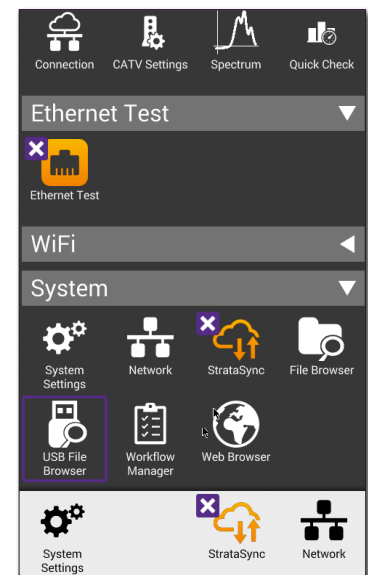 Connection CATV Settings Spectrum Quick Check
Ethernet Test
Ethernet Test
WiFi
System
System Settings Network StrataSync File Browser
USB File Browser Workflow Manager Web Browser
System Settings StrataSync Network